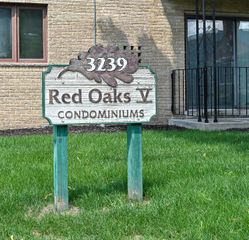 3239
Red Oaks V
CONDOMINIUMS